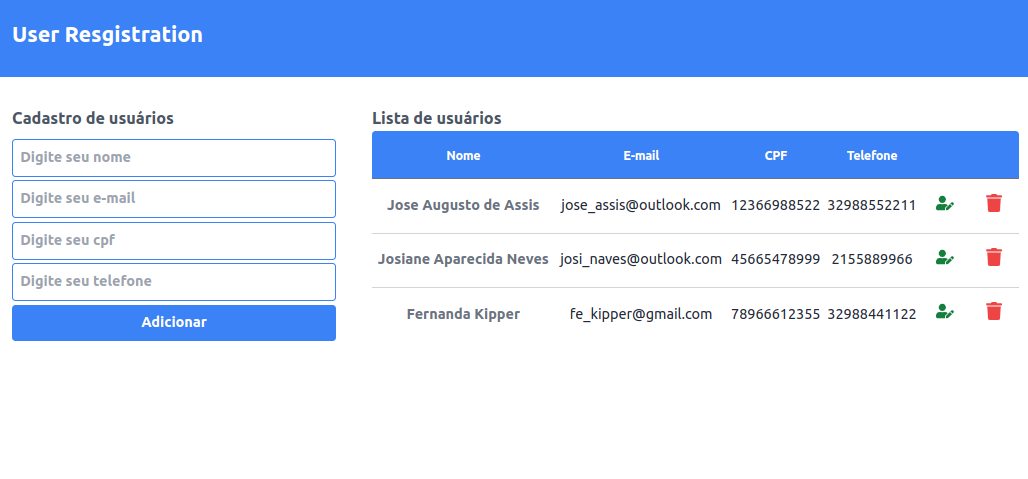 User Resgistration
Cadastro de usuários
Digite seu nome
Digite seu e-mail
Digite seu cpf
Digite seu telefone
Adicionar
Lista de usuários
Nome E-mail CPF Telefone
Jose Augusto de Assis jose_assis@outlook.com 12366988522 32988552211
Josiane Aparecida Neves josi_naves@outlook.com 45665478999 2155889966
Fernanda Kipper fe_kipper@gmail.com 78966612355 32988441122